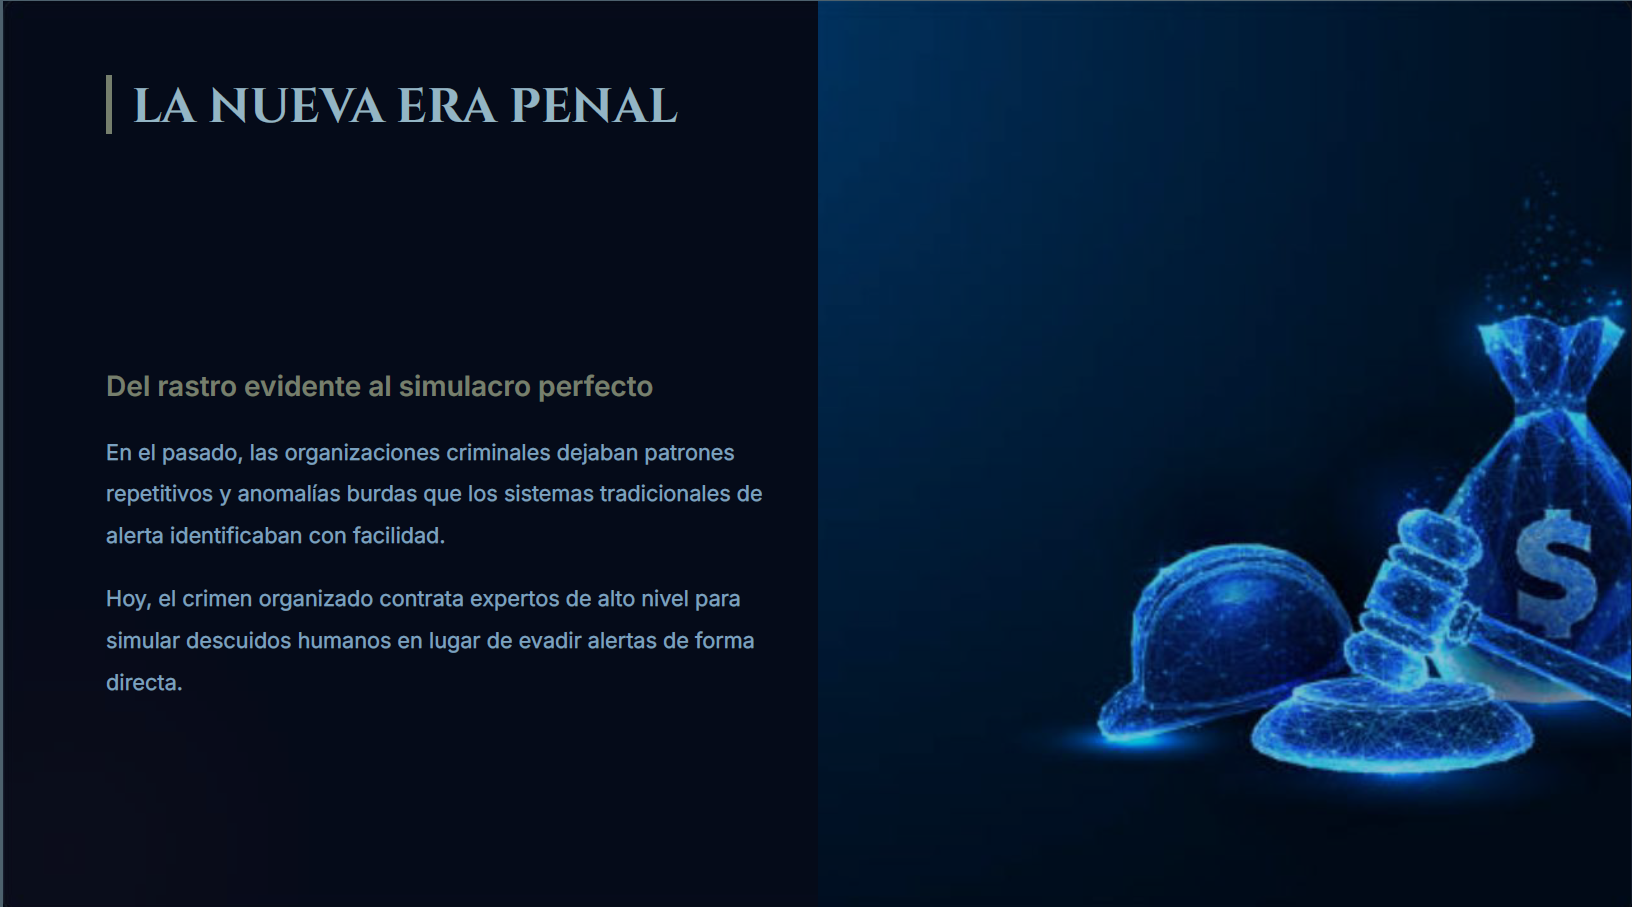 LA NUEVA ERA PENAL
Del rastro evidente al simulacro perfecto
En el pasado, las organizaciones criminales dejaban patrones
repetitivos y anomalías burdas que los sistemas tradicionales de
alerta identificaban con facilidad.
Hoy, el crimen organizado contrata expertos de alto nivel para
simular descuidos humanos en lugar de evadir alertas de forma
directa.
$